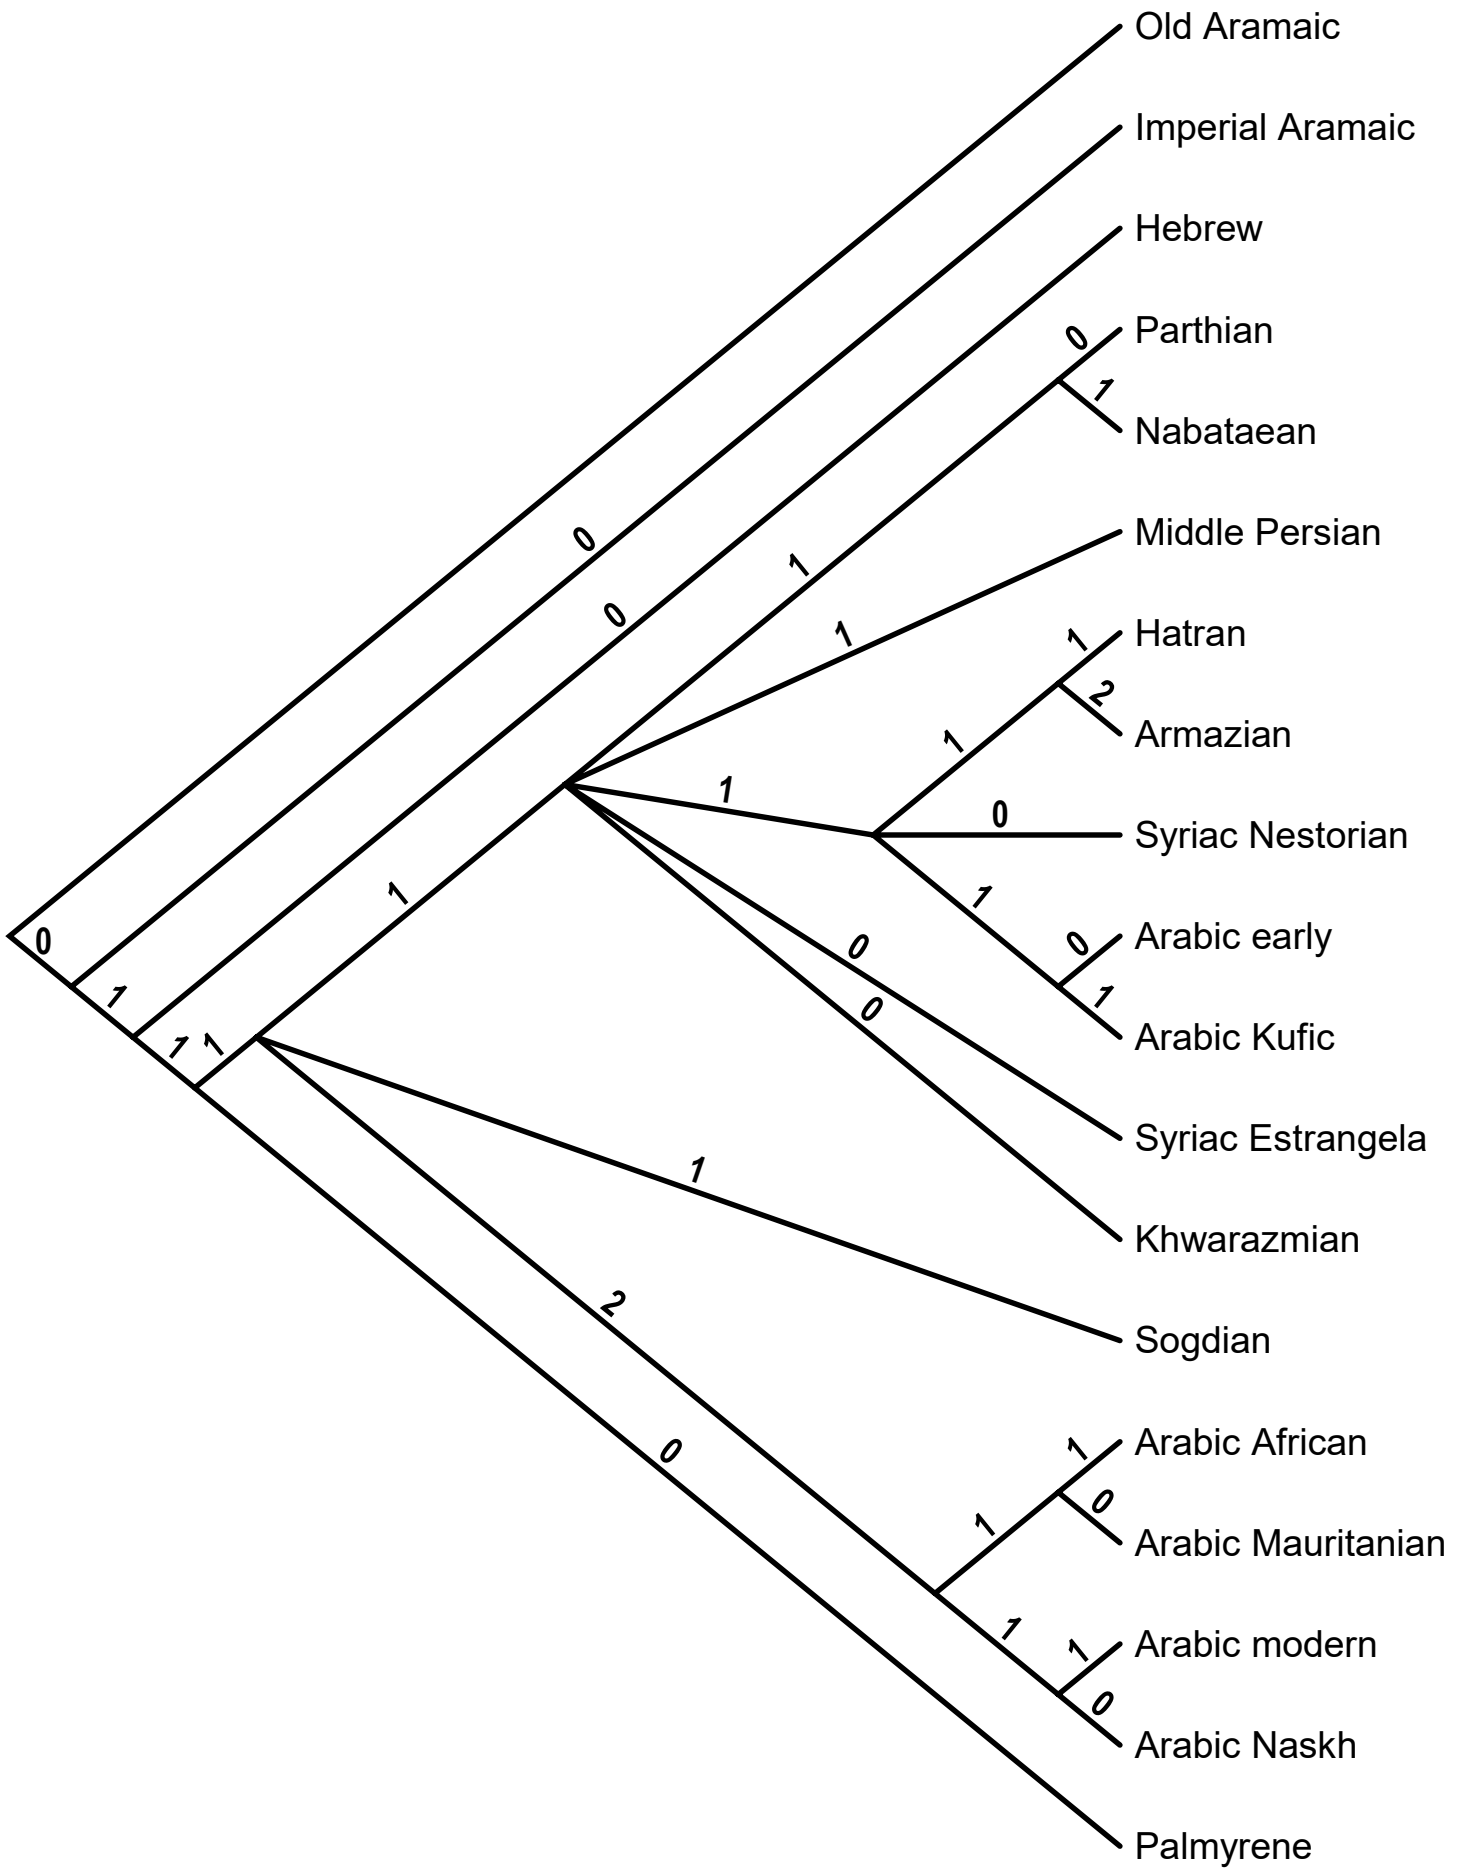 Old Aramaic
Imperial Aramaic
Hebrew
0 Parthian
1
Nabataean
Middle Persian
0
1
0
1
1 Hatran
2
Armazian
1
1
0
Syriac Nestorian
1
1
0 Arabic early
0
0
1
1
0
Arabic Kufic
1
1
Syriac Estrangela
1
Khwarazmian
2
Sogdian
1 Arabic African
0
0
1
Arabic Mauritanian
1
1 Arabic modern
0
Arabic Naskh
Palmyrene